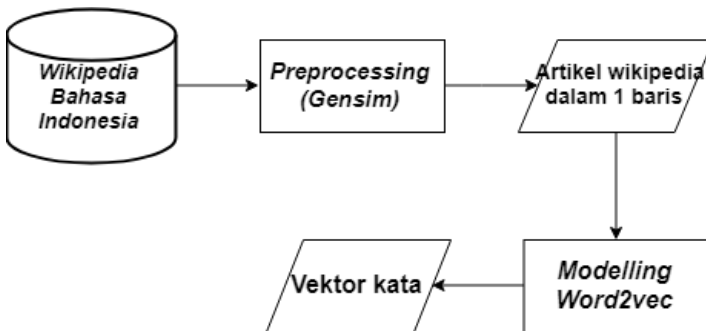 Wikipedia
Bahasa
Indonesia
Preprocessing
(Gensim)
Artikel wikipedia
dalam 1 baris
Modelling
Word2vec
Vektor kata